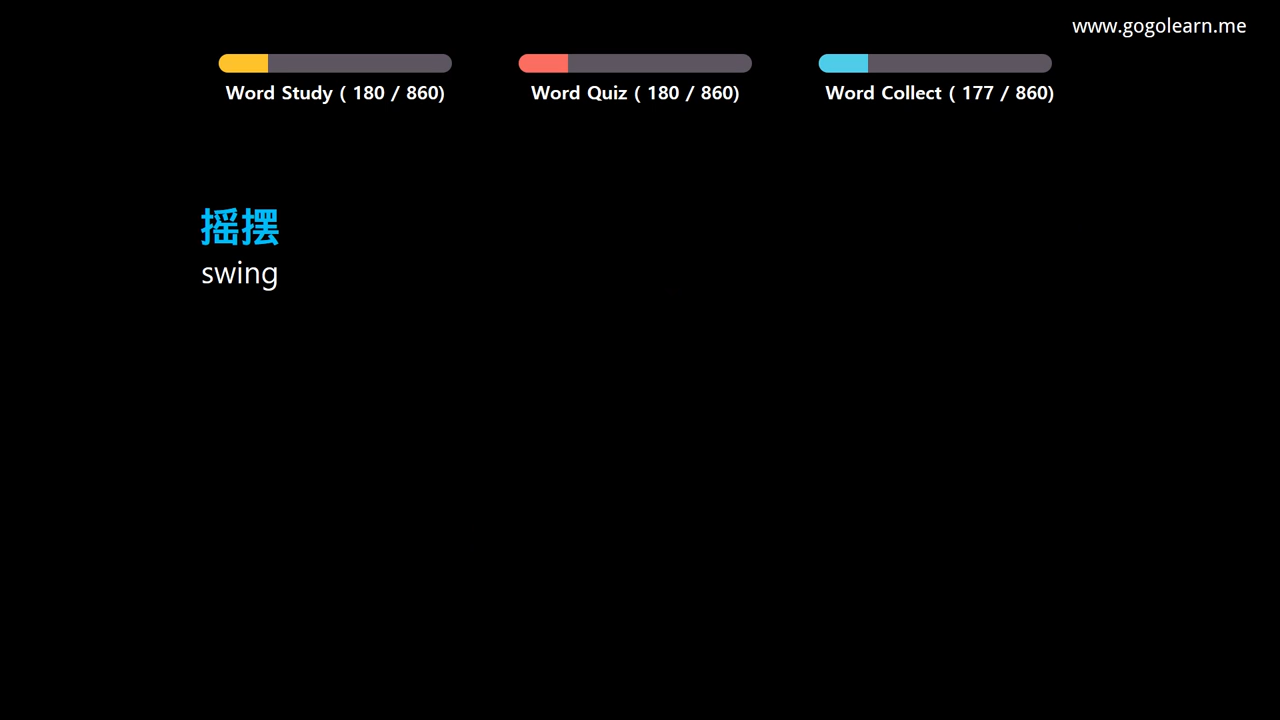 www.gogolearn.me
Word Study ( 180 / 860)
Word Quiz ( 180 / 860)
Word Collect ( 177 / 860)
摇摆
swing